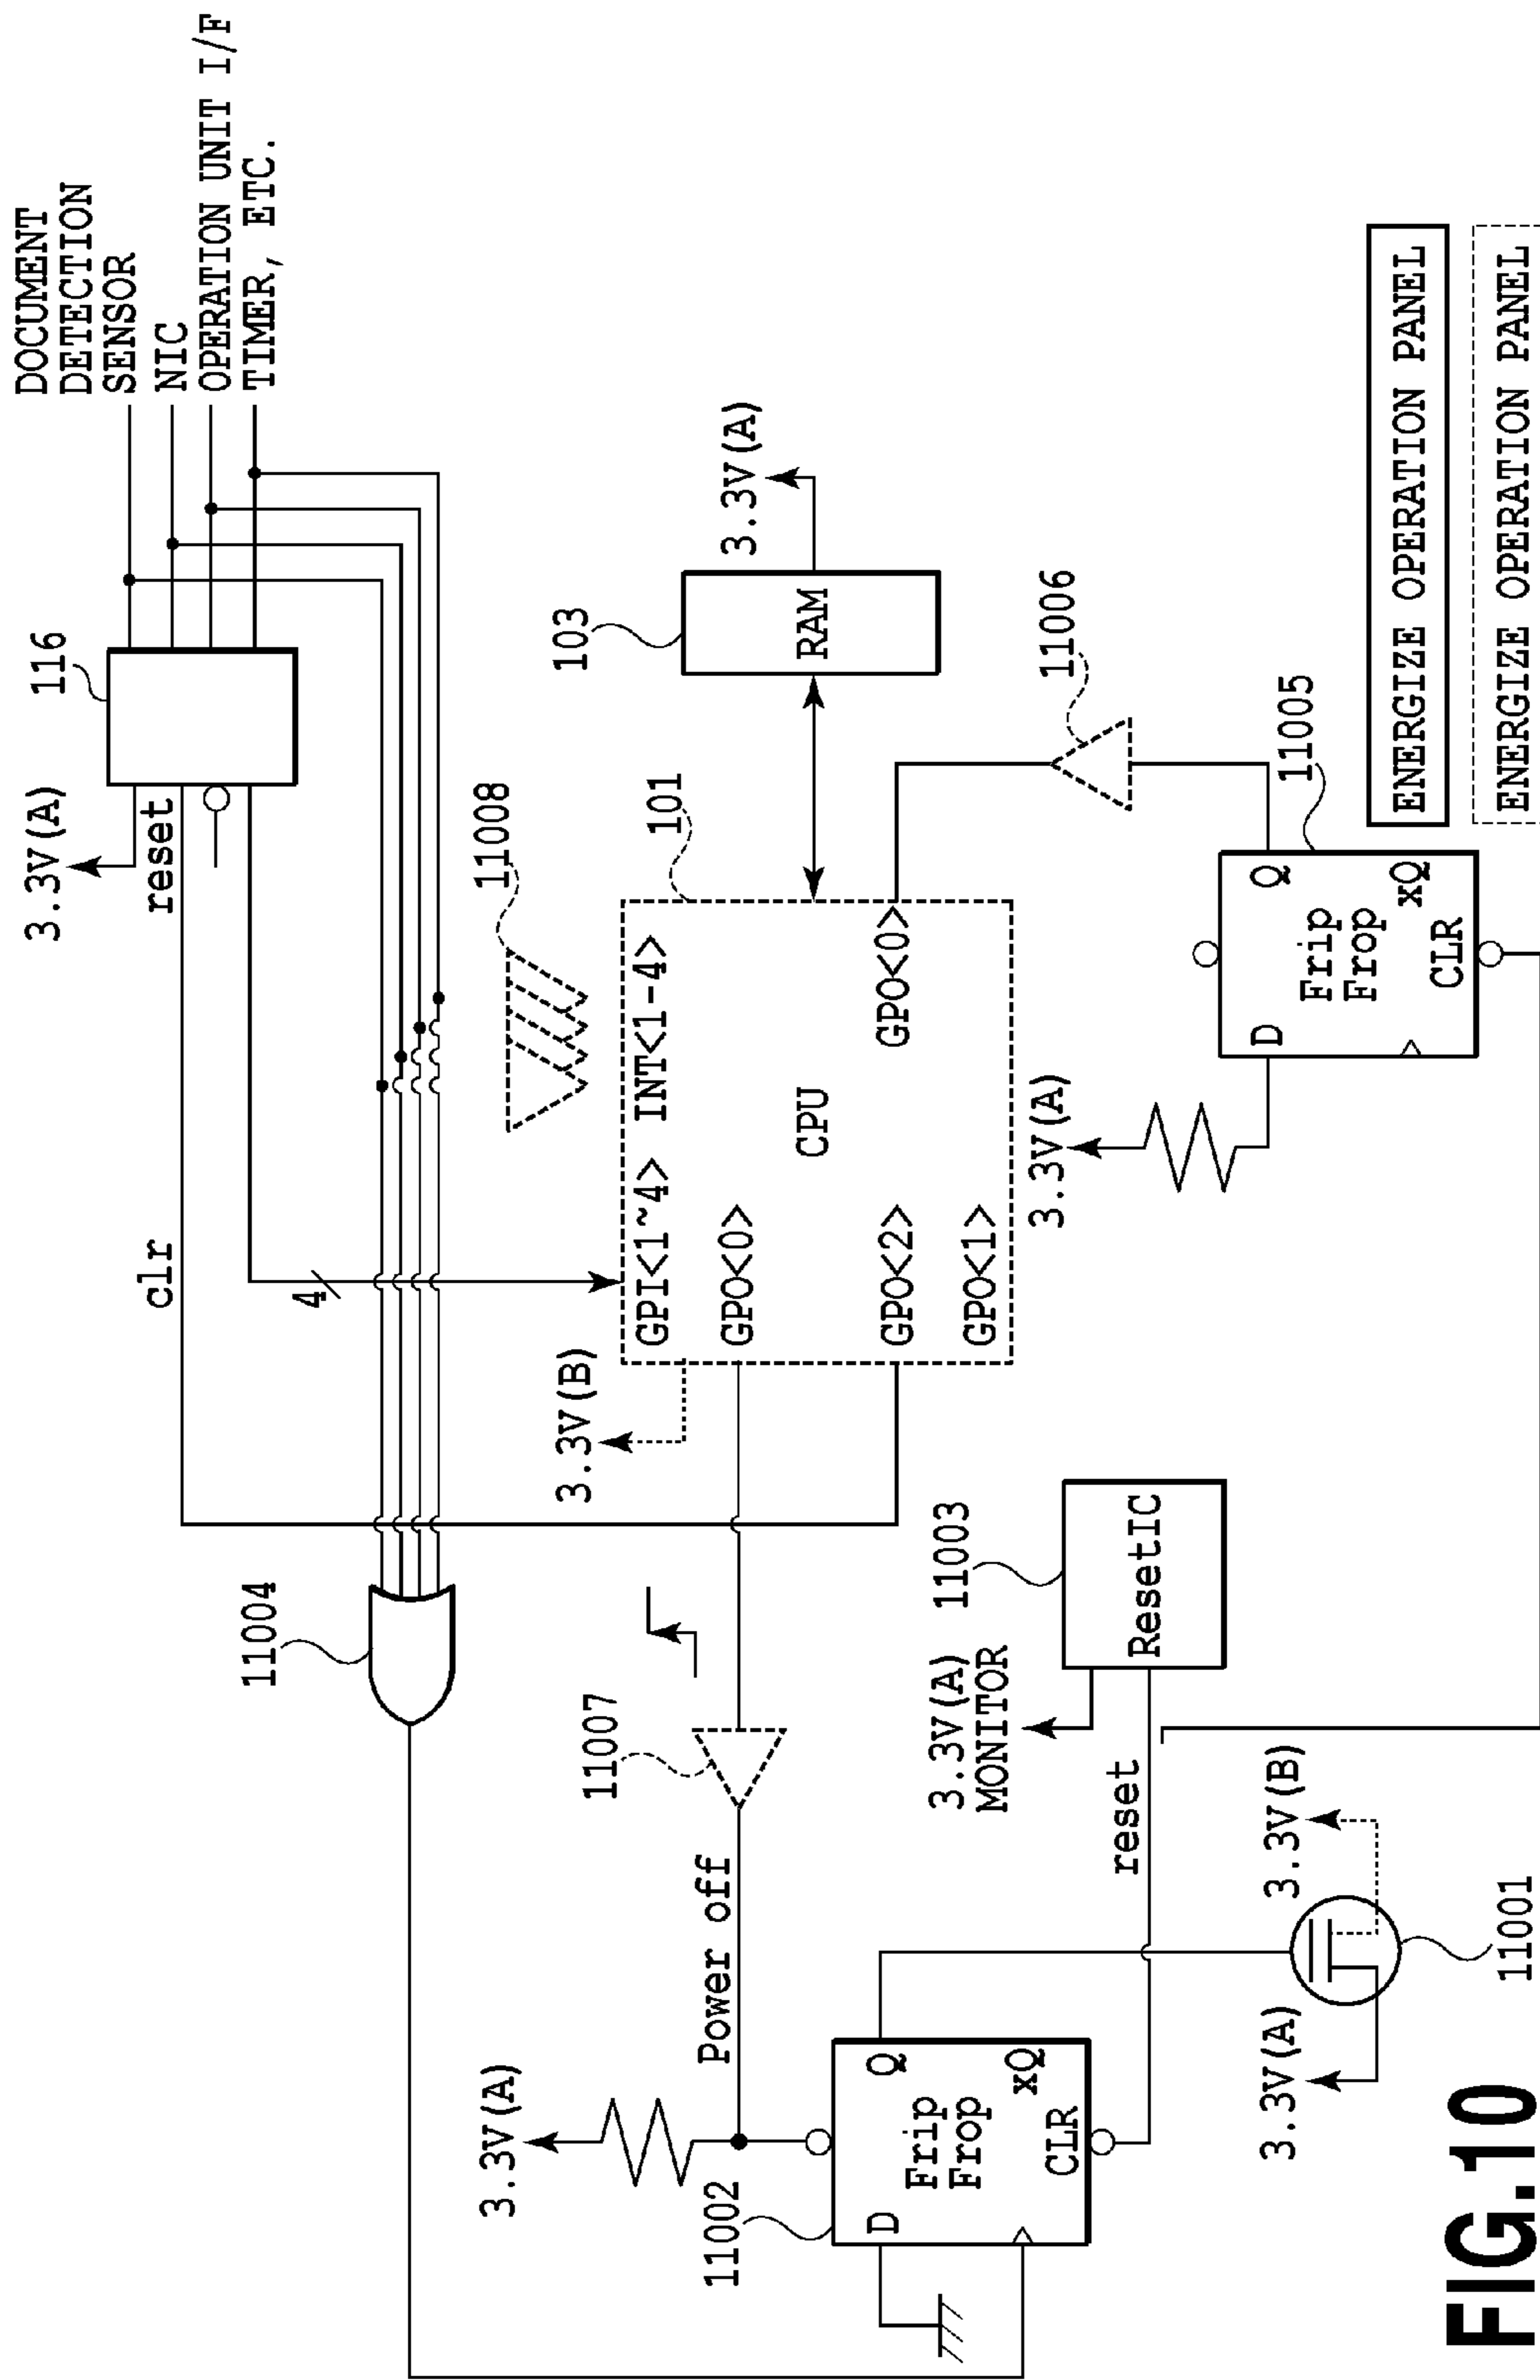 DOCUMENT
DETECTION
SENSOR
NIC
OPERATION UNIT I/F
TIMER, ETC.
116
3.3V(A)
reset
clr
4
11004
11008
101
103
RAM
3.3V(A)
3.3V(B)
GPI<1~4> INT<1-4>
GPO<0>
CPU
GPO<0>
GPO<2>
GPO<1>
11006
11007
Power off
3.3V(A)
11002
D
Q
Frip
Frop
xQ
CLR
11003
3.3V(A)
MONITOR
ResetIC
reset
3.3V(A)
3.3V(B)
11001
3.3V(A)
11005
D
Q
Frip
Frop
xQ
CLR
ENERGIZE OPERATION PANEL
ENERGIZE OPERATION PANEL
FIG.10